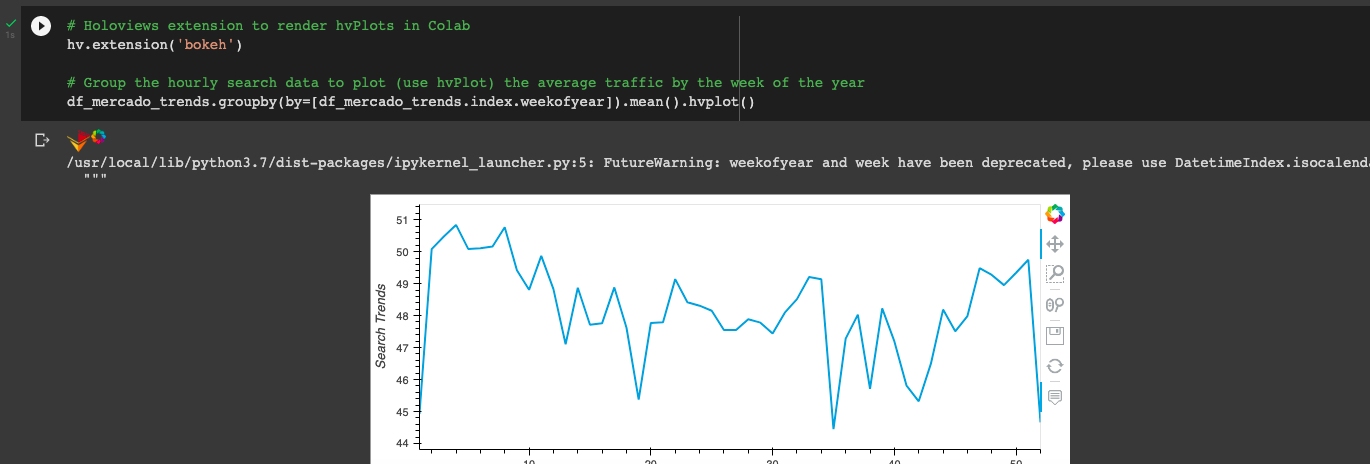 1s
# Holoviews extension to render hvPlots in Colab
hv.extension('bokeh')
# Group the hourly search data to plot (use hvPlot) the average traffic by the week of the year
df_mercado_trends.groupby(by=[df_mercado_trends.index.weekofyear]).mean().hvplot()
/usr/local/lib/python3.7/dist-packages/ipykernel_launcher.py:5: FutureWarning: weekofyear and week have been deprecated, please use DatetimeIndex.isocalenda
"""
51
50
49
48
47
46
45
44
Search Trends
10
20
30
40
50